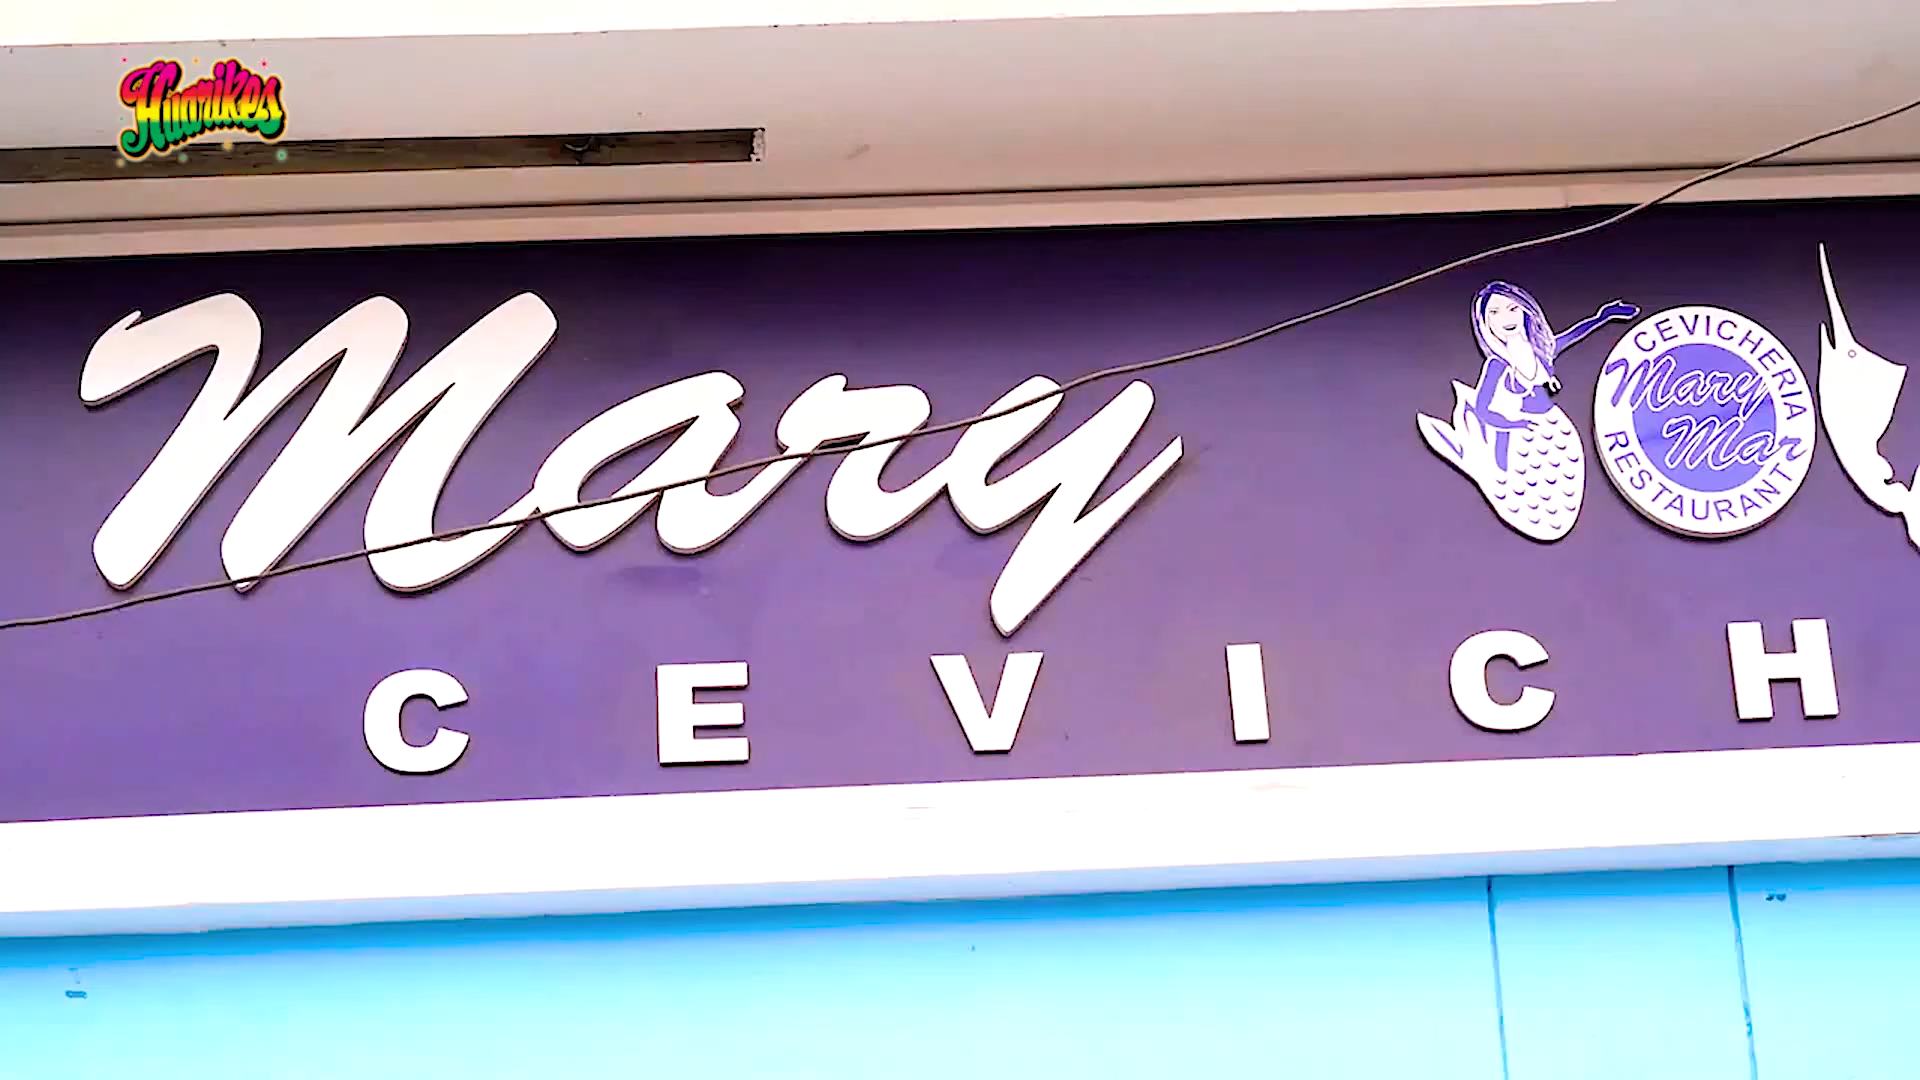 Huarikes
Mary
CEVICHERIA
Mary
Mar
RESTAURANT
CEVICH